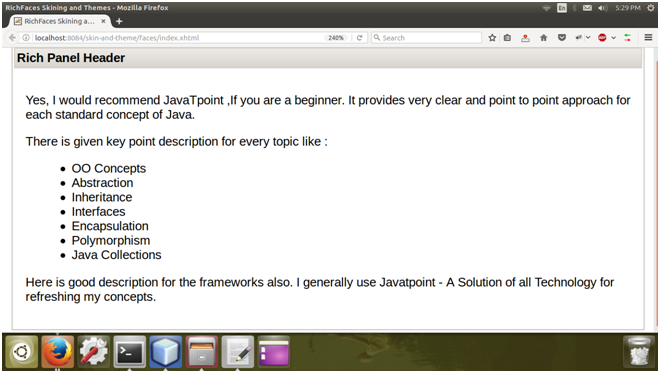 RichFaces Skining and Themes - Mozilla Firefox
En
5:29 PM
RichFaces Skining a...
localhost:8084/skin-and-theme/faces/index.xhtml
240%
Search
Rich Panel Header
Yes, I would recommend JavaTpoint ,If you are a beginner. It provides very clear and point to point approach for
each standard concept of Java.
There is given key point description for every topic like :
OO Concepts
Abstraction
Inheritance
Interfaces
Encapsulation
Polymorphism
Java Collections
Here is good description for the frameworks also. I generally use Javatpoint - A Solution of all Technology for
refreshing my concepts.